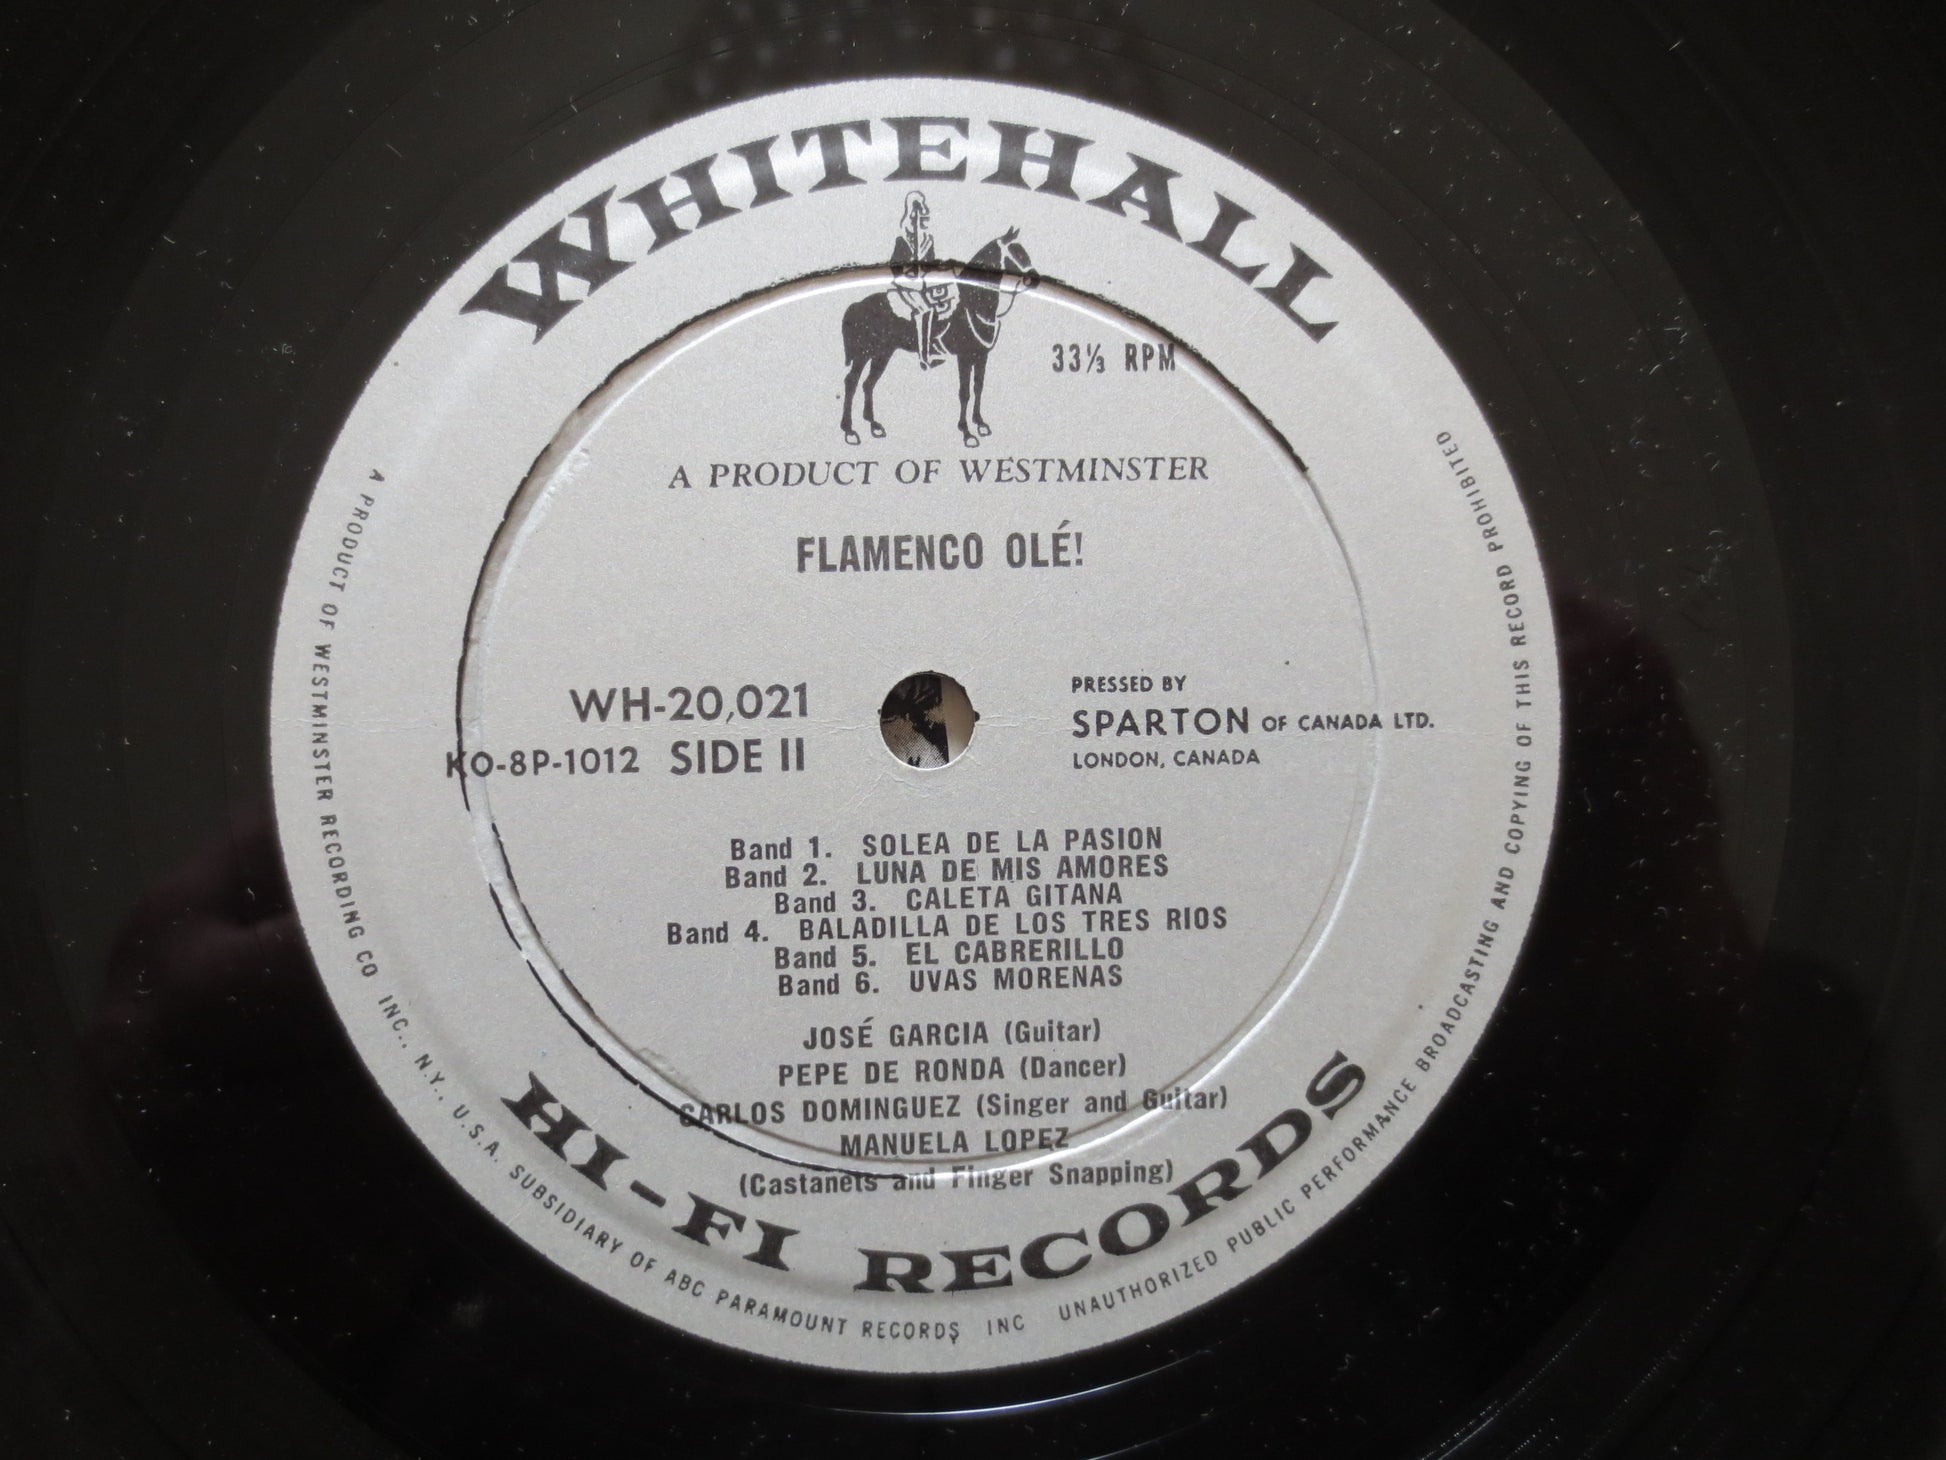 WHITEHALL
33⅓ RPM
A PRODUCT OF WESTMINSTER
FLAMENCO OLÉ!
WH-20,021
KO-8P-1012 SIDE II
PRESSED BY
SPARTON OF CANADA LTD.
LONDON, CANADA
Band 1. SOLEA DE LA PASION
Band 2. LUNA DE MIS AMORES
Band 3. CALETA GITANA
Band 4. BALADILLA DE LOS TRES RIOS
Band 5. EL CABRERILLO
Band 6. UVAS MORENAS
JOSÉ GARCIA (Guitar)
PEPE DE RONDA (Dancer)
CARLOS DOMINGUEZ (Singer and Guitar)
MANUELA LOPEZ
(Castanets and Finger Snapping)
HI-FI RECORDS
A PRODUCT OF WESTMINSTER RECORDING CO INC., N.Y., U.S.A. SUBSIDIARY OF ABC PARAMOUNT RECORDS, INC UNAUTHORIZED PUBLIC PERFORMANCE BROADCASTING AND COPYING OF THIS RECORD PROHIBITED